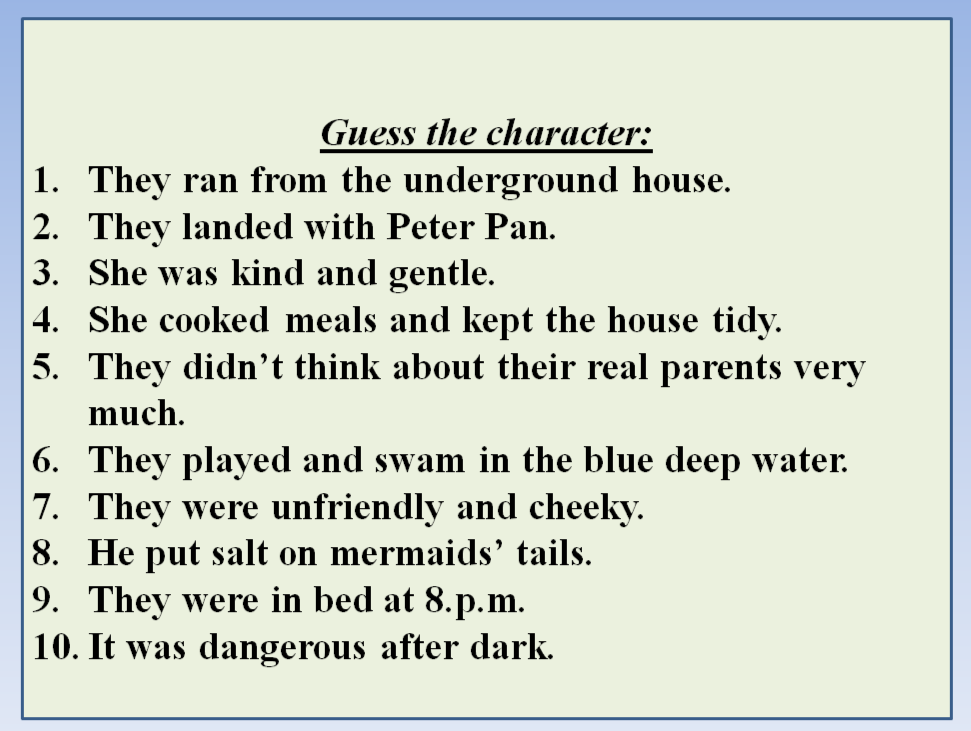 Guess the character:
1. They ran from the underground house.
2. They landed with Peter Pan.
3. She was kind and gentle.
4. She cooked meals and kept the house tidy.
5. They didn’t think about their real parents very
much.
6. They played and swam in the blue deep water.
7. They were unfriendly and cheeky.
8. He put salt on mermaids’ tails.
9. They were in bed at 8.p.m.
10. It was dangerous after dark.